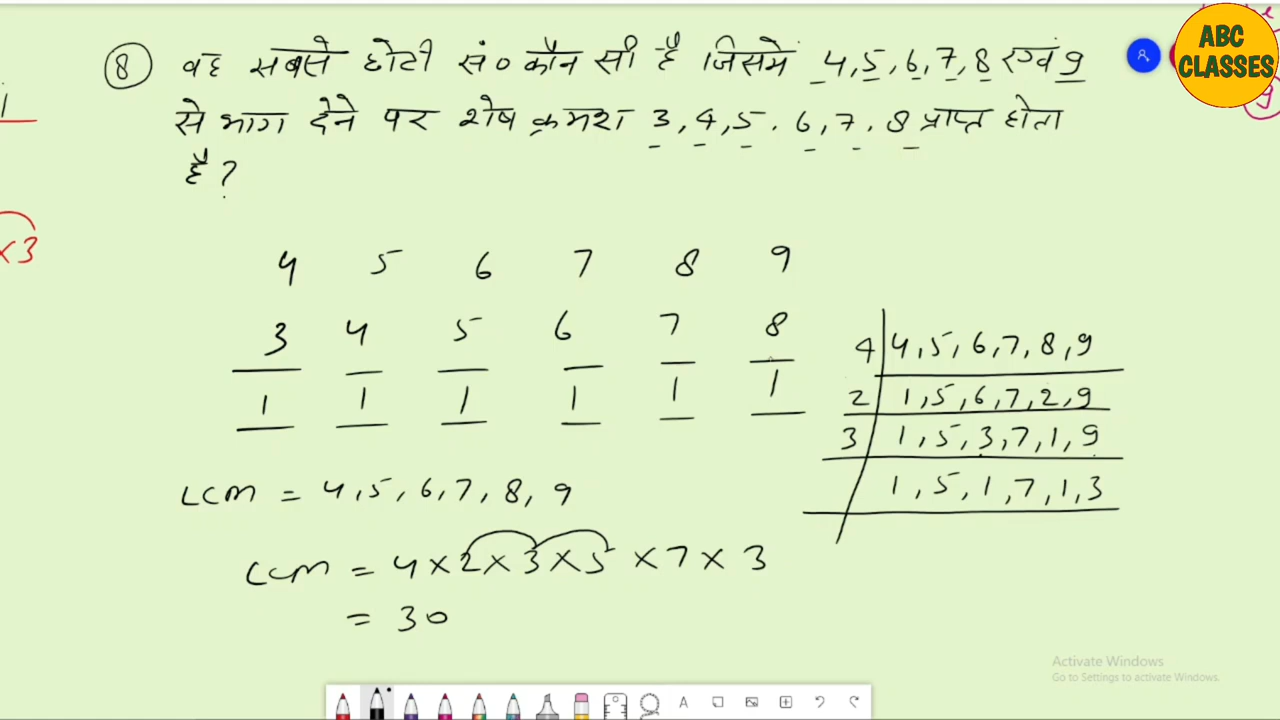 ABC
CLASSES
8 वह सबसे छोटी सं० कौन सी है जिसमे 4,5,6,7,8 एवं 9
से भाग देने पर शेष क्रमश 3,4,5.6,7.8 प्राप्त होता
है?
4 5 6 7 8 9
3 4 5 6 7 8
1 1 1 1 1 1
4 4,5,6,7,8,9
2 1,5,6,7,2,9
3 1,5,3,7,1,9
1,5,1,7,1,3
LCM = 4,5,6,7,8,9
LCM = 4×2×3×5×7×3
= 30
×3
Activate Windows
Go to Settings to activate Windows.